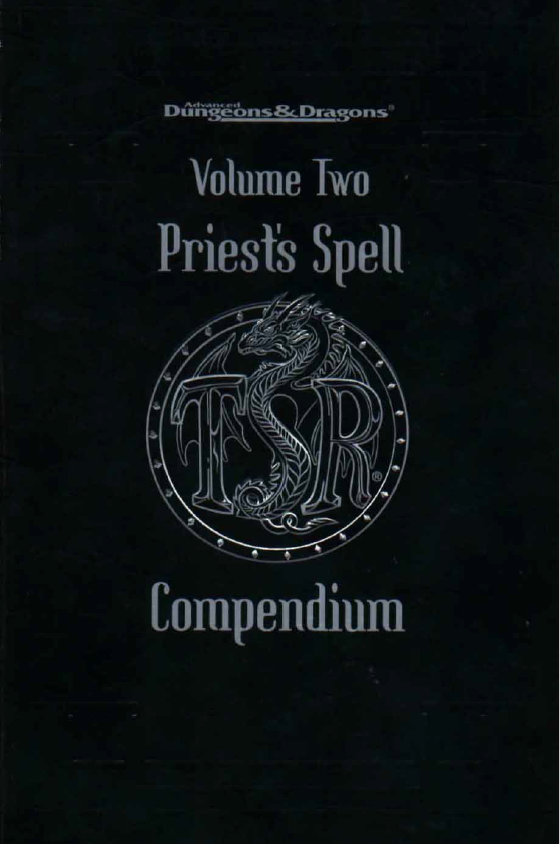 Advanced
Dungeons & Dragons®
Volume Two
Priest's Spell
TSR®
Compendium